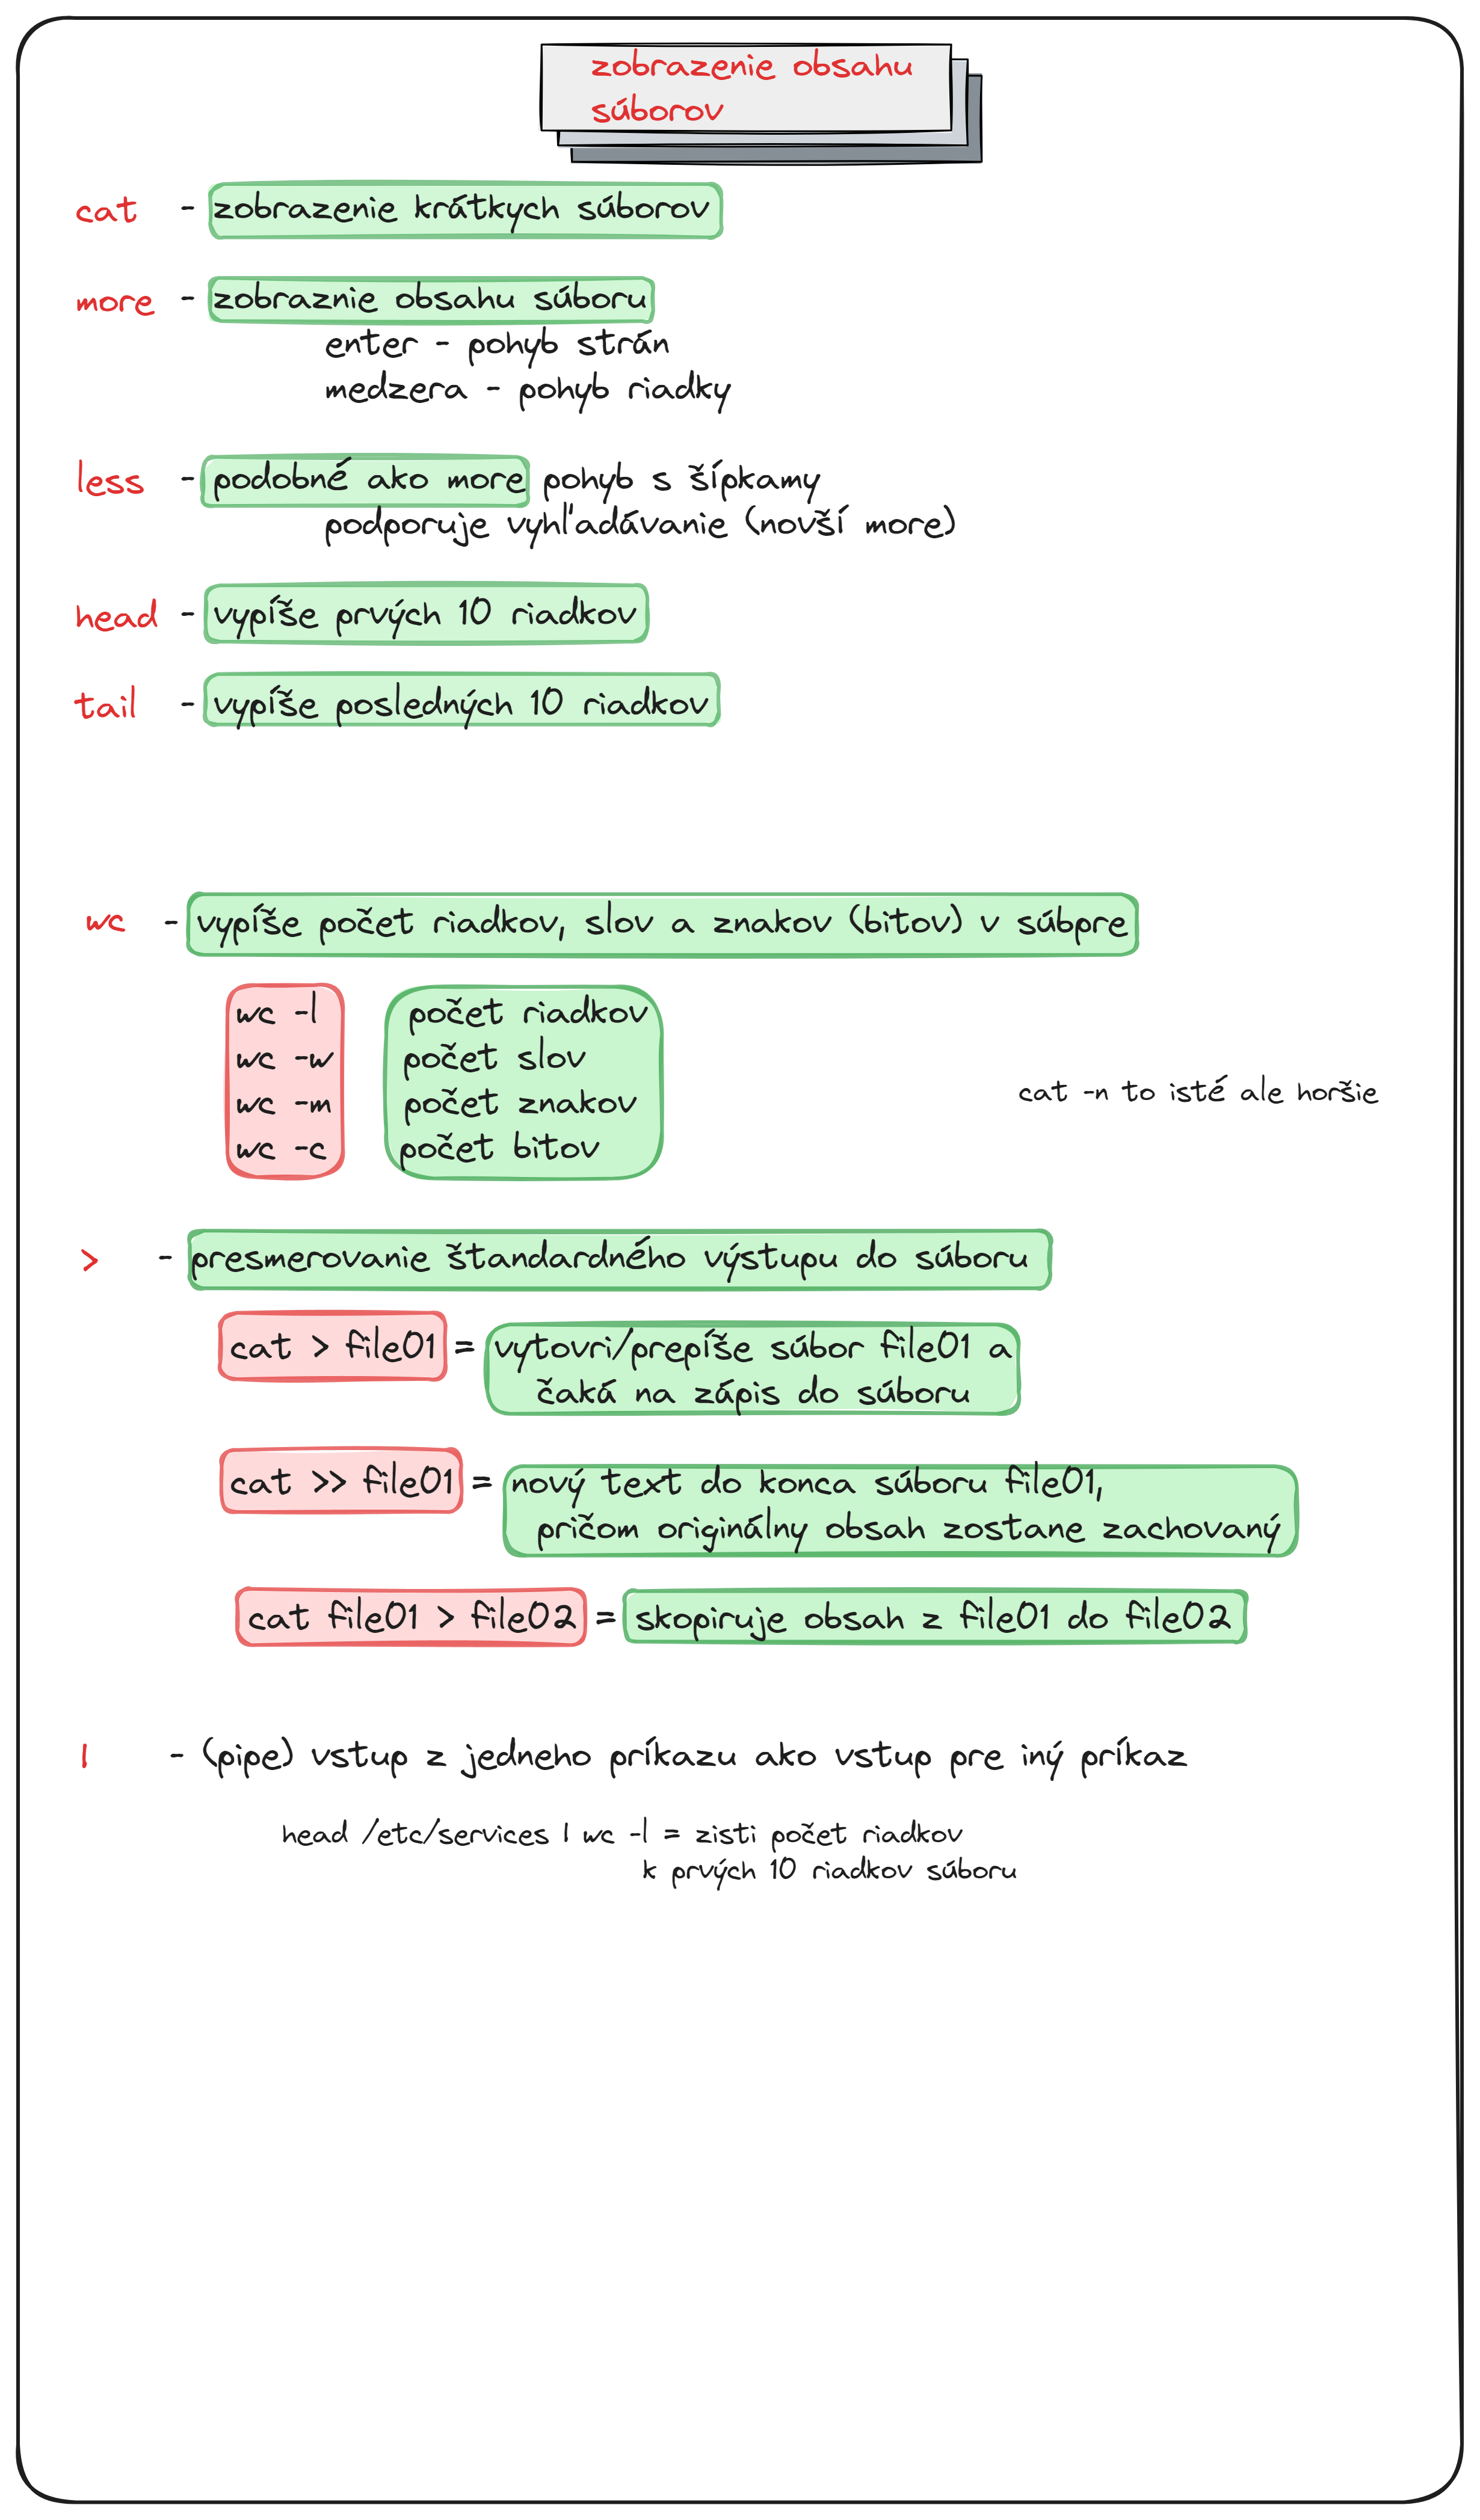 zobrazenie obsahu
súborov
cat - zobrazenie krátkych súborov
more - zobraznie obsahu súboru
enter - pohyb strán
medzera - pohyb riadky
less - podobné ako more pohyb s šípkamy
podporuje vyhľadávanie (novší more)
head - vypíše prvých 10 riadkov
tail - vypíše posledných 10 riadkov
wc - vypíše počet riadkov, slov a znakov (bitov) v súbpre
wc -l počet riadkov
wc -w počet slov
wc -m počet znakov
cat -n to isté ale horšie
wc -c počet bitov
> - presmerovanie štandardného výstupu do súboru
cat > file01 = vytovri/prepíše súbor file01 a
čaká na zápis do súboru
cat >> file01 = nový text do konca súboru file01,
pričom originálny obsah zostane zachovaný
cat file01 > file02 = skopiruje obsah z file01 do file02
| - (pipe) vstup z jedneho príkazu ako vstup pre iný príkaz
head /etc/services | wc -l = zisti počet riadkov
k prvých 10 riadkov súboru